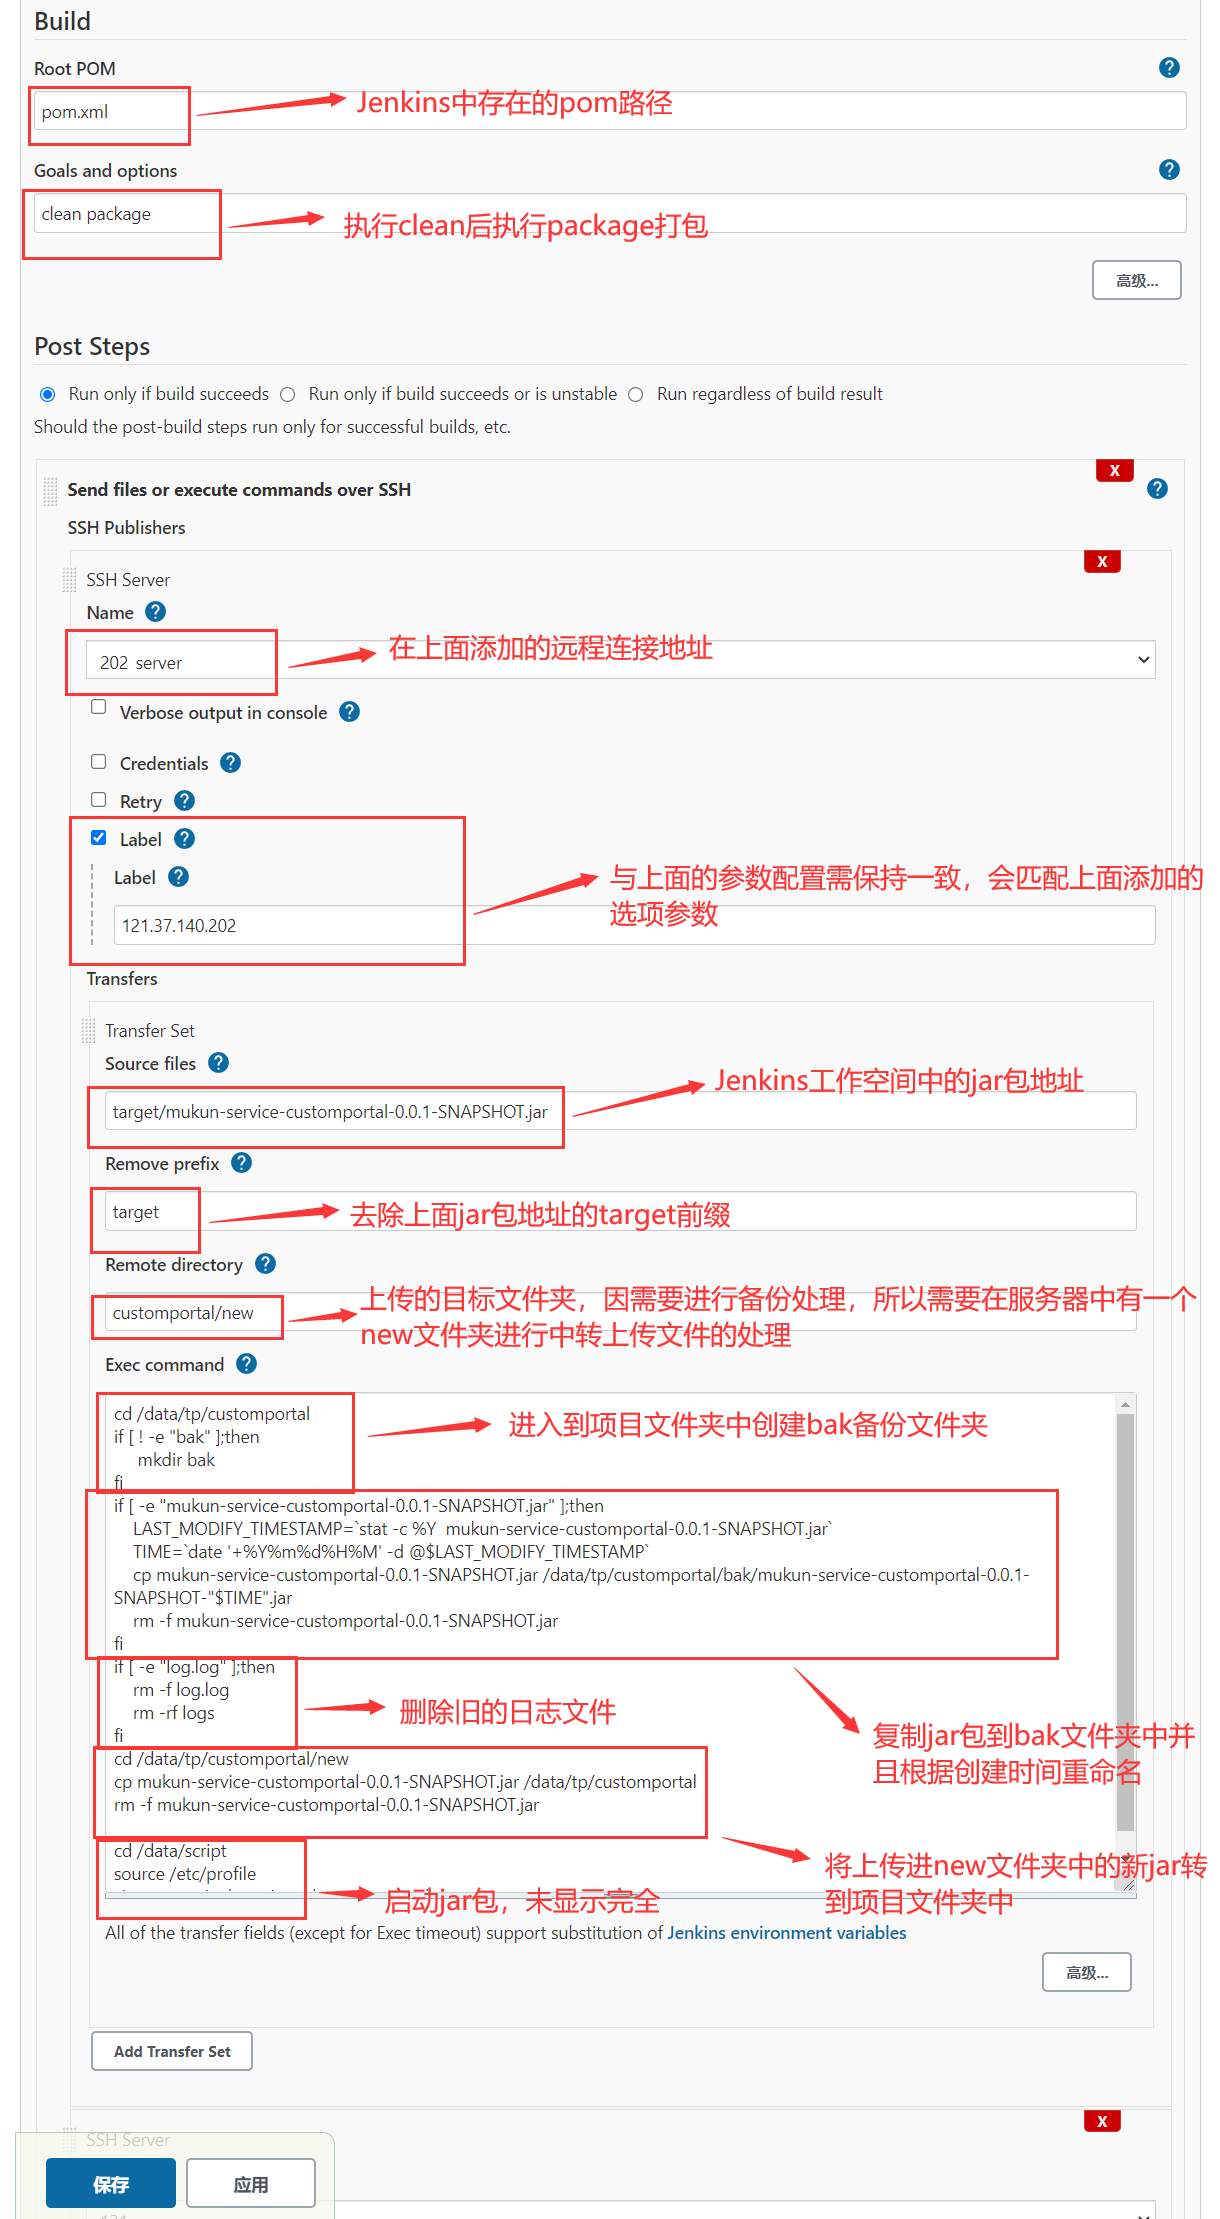 Build
Root POM
pom.xml
Jenkins中存在的pom路径
Goals and options
clean package
执行clean后执行package打包
高级...
Post Steps
Run only if build succeeds Run only if build succeeds or is unstable Run regardless of build result
Should the post-build steps run only for successful builds, etc.
X
Send files or execute commands over SSH
SSH Publishers
X
SSH Server
Name
202 server
在上面添加的远程连接地址
Verbose output in console
Credentials
Retry
Label
Label
与上面的参数配置需保持一致，会匹配上面添加的
选项参数
121.37.140.202
Transfers
Transfer Set
Source files
Jenkins工作空间中的jar包地址
target/mukun-service-customportal-0.0.1-SNAPSHOT.jar
Remove prefix
target
去除上面jar包地址的target前缀
Remote directory
customportal/new
上传的目标文件夹，因需要进行备份处理，所以需要在服务器中有一个
new文件夹进行中转上传文件的处理
Exec command
cd /data/tp/customportal
if [ ! -e "bak" ];then
mkdir bak
fi
进入到项目文件夹中创建bak备份文件夹
if [ -e "mukun-service-customportal-0.0.1-SNAPSHOT.jar" ];then
LAST_MODIFY_TIMESTAMP=`stat -c %Y  mukun-service-customportal-0.0.1-SNAPSHOT.jar`
TIME=`date '+%Y%m%d%H%M' -d @$LAST_MODIFY_TIMESTAMP`
cp mukun-service-customportal-0.0.1-SNAPSHOT.jar /data/tp/customportal/bak/mukun-service-customportal-0.0.1-
SNAPSHOT-"$TIME".jar
rm -f mukun-service-customportal-0.0.1-SNAPSHOT.jar
fi
if [ -e "log.log" ];then
rm -f log.log
rm -rf logs
fi
删除旧的日志文件
复制jar包到bak文件夹中并
且根据创建时间重命名
cd /data/tp/customportal/new
cp mukun-service-customportal-0.0.1-SNAPSHOT.jar /data/tp/customportal
rm -f mukun-service-customportal-0.0.1-SNAPSHOT.jar
cd /data/script
source /etc/profile
将上传进new文件夹中的新jar转
到项目文件夹中
启动jar包，未显示完全
All of the transfer fields (except for Exec timeout) support substitution of Jenkins environment variables
高级...
Add Transfer Set
X
SSH Server
保存
应用